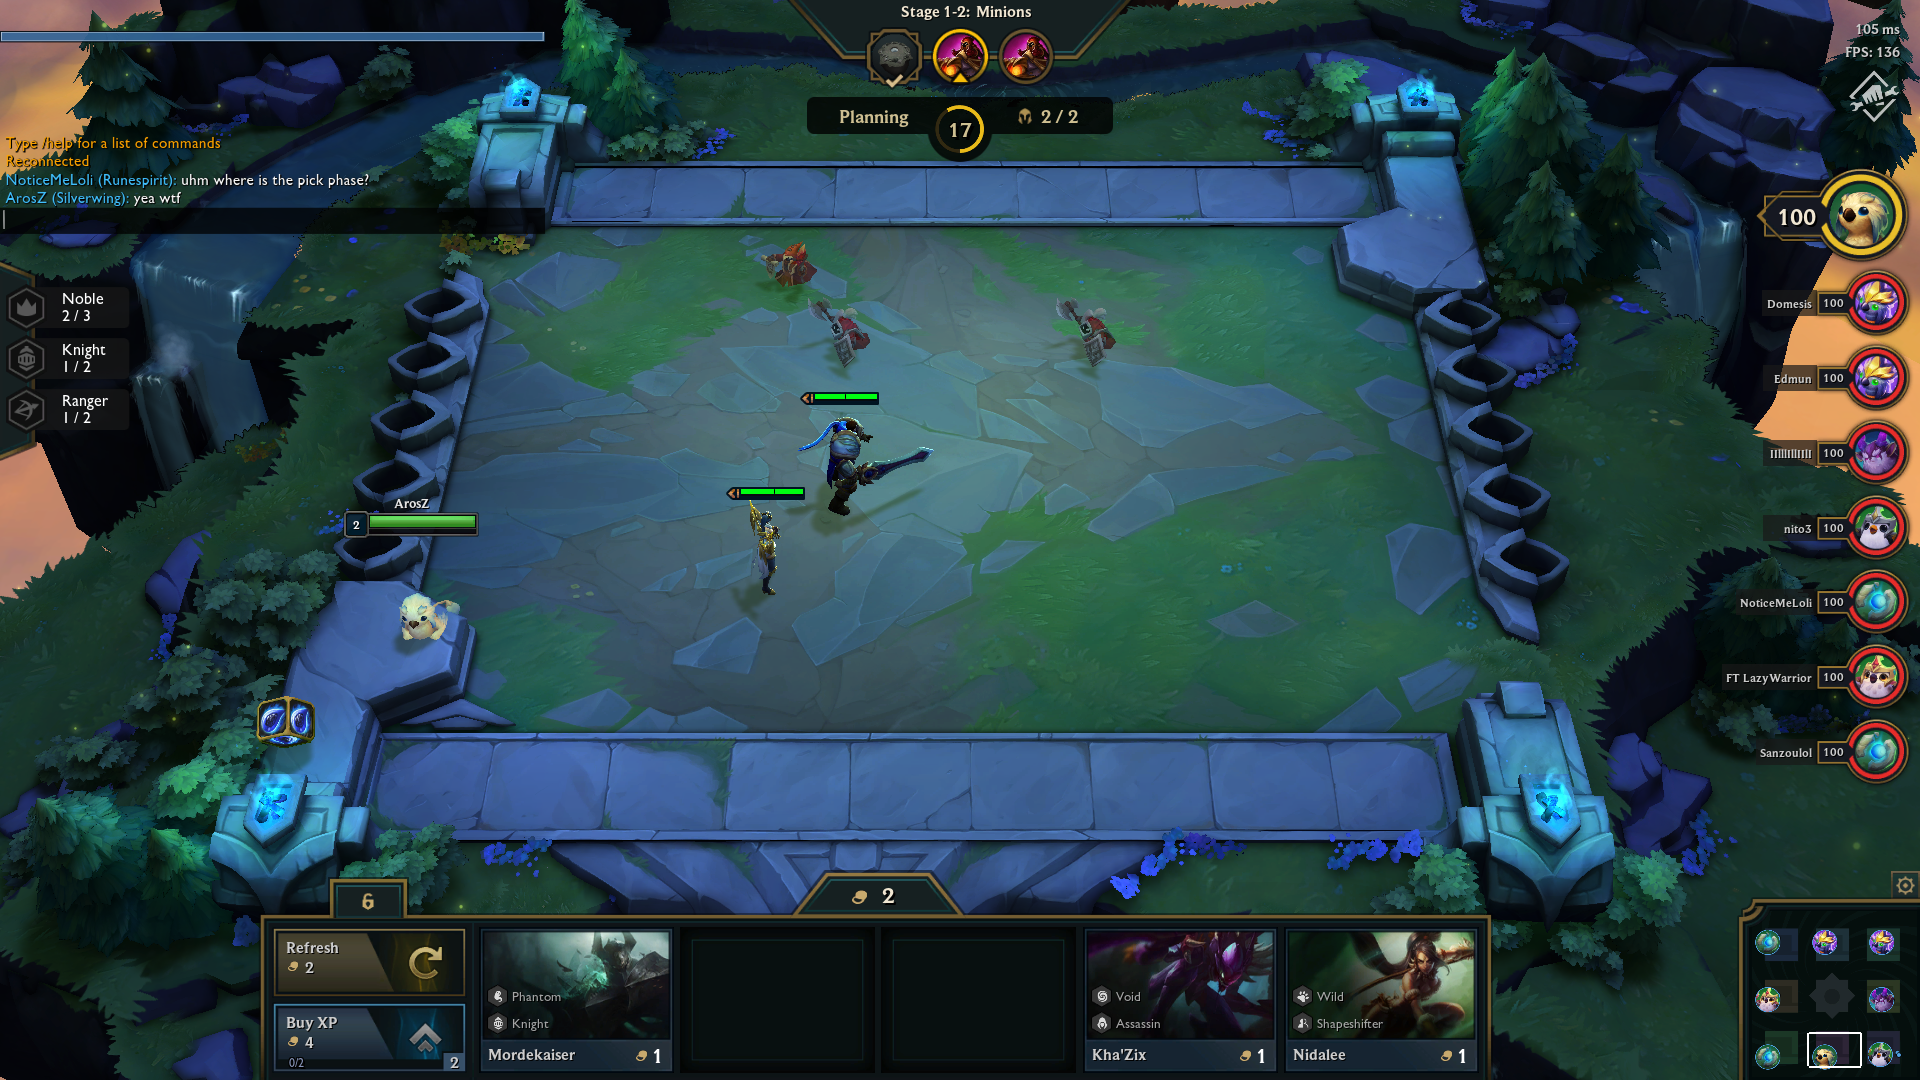 Stage 1-2: Minions
105 ms
FPS: 136
Planning
17
2 / 2
Type /help for a list of commands
Reconnected
NoticeMeLoli (Runespirit): uhm where is the pick phase?
ArosZ (Silverwing): yea wtf
100
Noble
2 / 3
Knight
1 / 2
Ranger
1 / 2
Domesis 100
Edmun 100
100
nito3 100
NoticeMeLoli 100
FT LazyWarrior 100
Sanzoulol 100
ArosZ
2
6
2
Refresh
2
Buy XP
4
0/2
2
Phantom
Knight
Mordekaiser 1
Void
Assassin
Kha'Zix 1
Wild
Shapeshifter
Nidalee 1